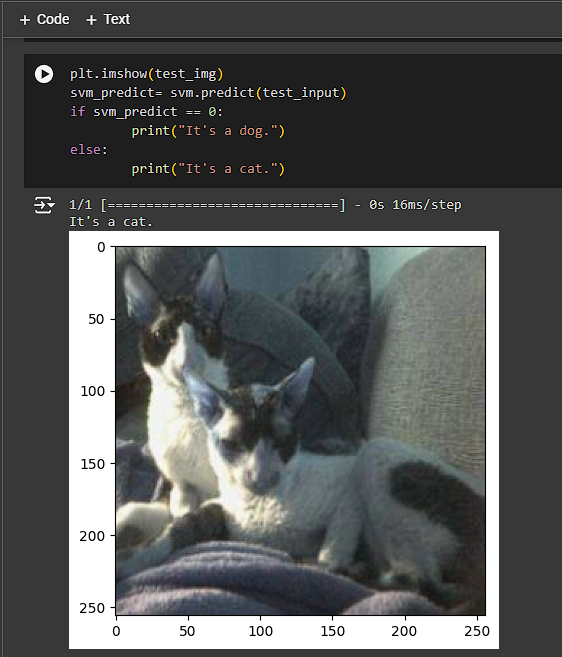 + Code + Text
plt.imshow(test_img)
svm_predict= svm.predict(test_input)
if svm_predict == 0:
        print("It's a dog.")
else:
        print("It's a cat.")
1/1 [==============================] - 0s 16ms/step
It's a cat.
0
50
100
150
200
250
0 50 100 150 200 250